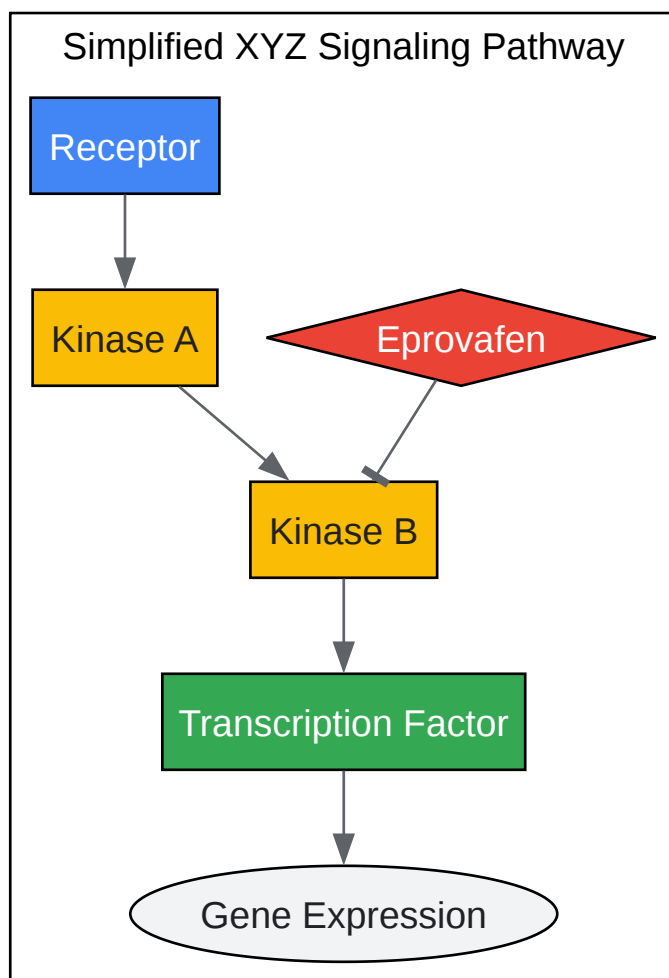 Simplified XYZ Signaling Pathway
Receptor
Kinase A
Eprovafen
Kinase B
Transcription Factor
Gene Expression